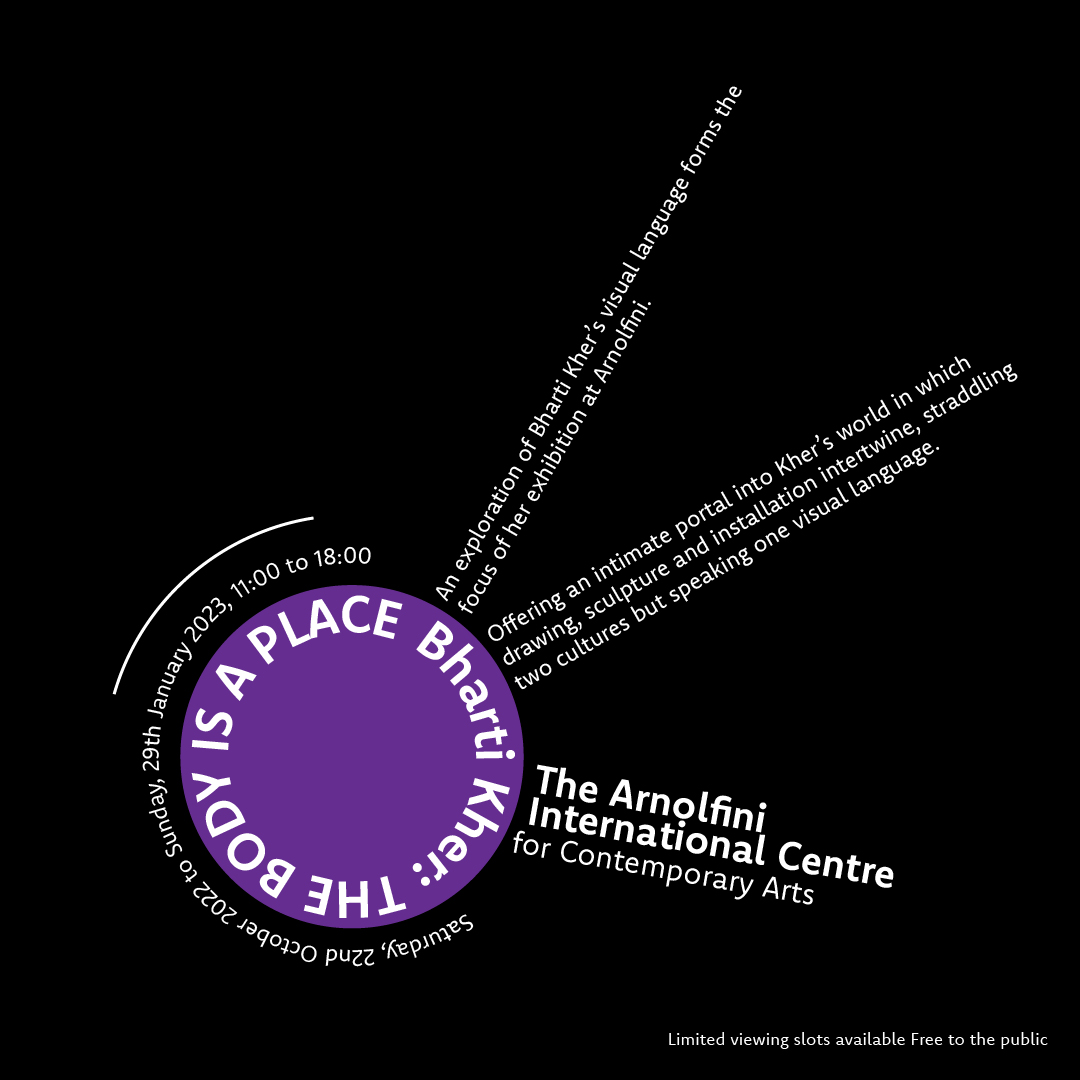 Bharti Kher: THE BODY IS A PLACE
Saturday, 22nd October 2022 to Sunday, 29th January 2023, 11:00 to 18:00
An exploration of Bharti Kher’s visual language forms the
focus of her exhibition at Arnolfini.
Offering an intimate portal into Kher’s world in which
drawing, sculpture and installation intertwine, straddling
two cultures but speaking one visual language.
The Arnolfini
International Centre
for Contemporary Arts
Limited viewing slots available Free to the public